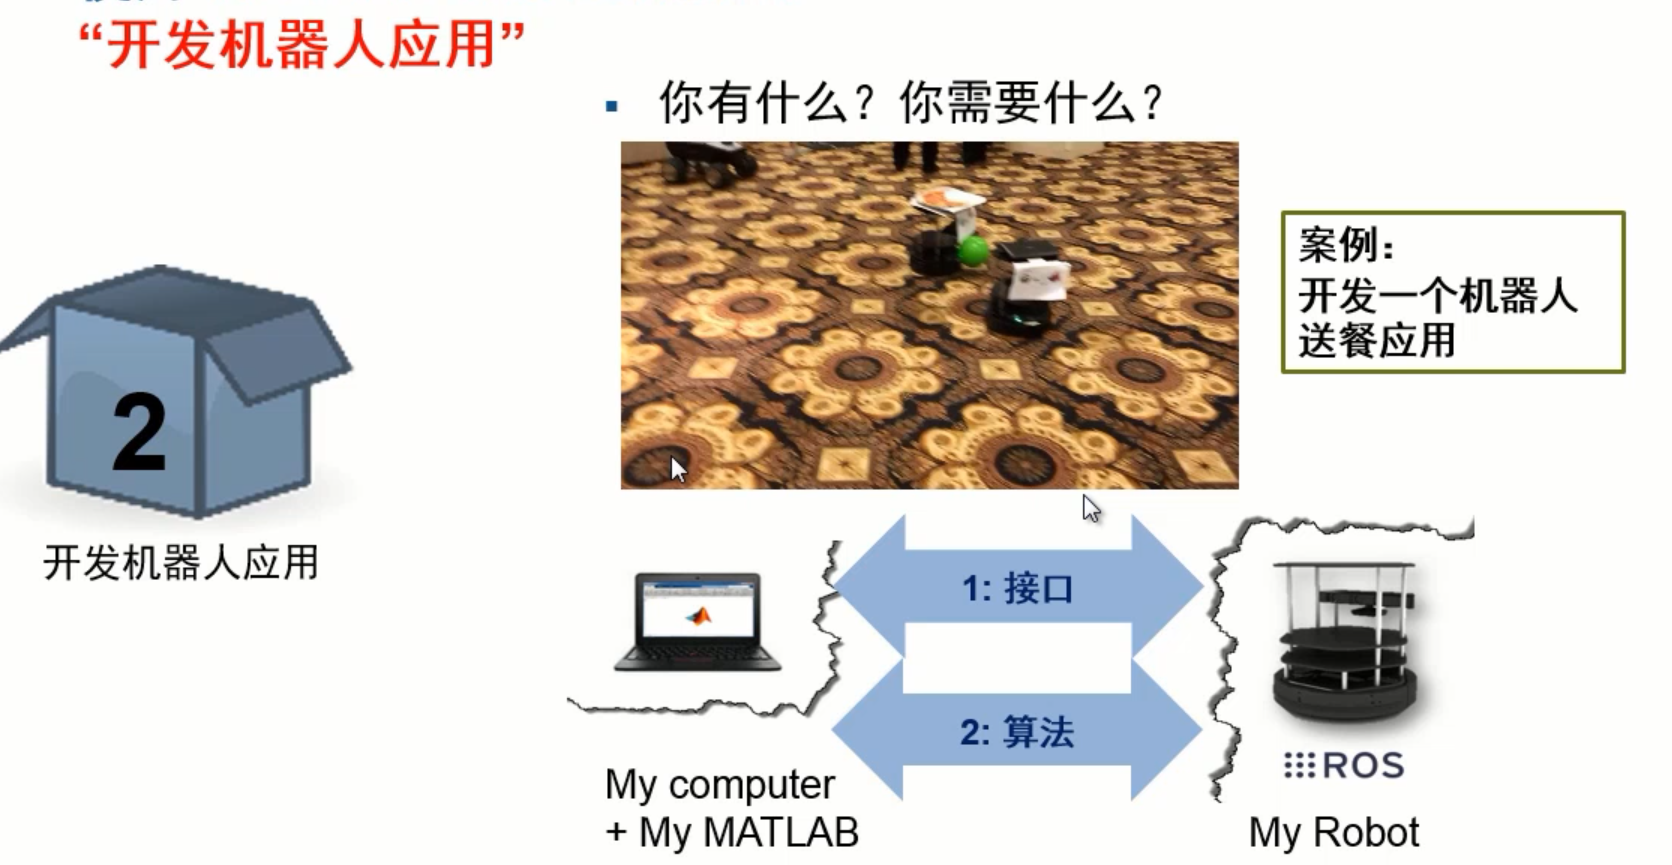 “开发机器人应用”
▪ 你有什么？你需要什么？
案例：
开发一个机器人
送餐应用
2
开发机器人应用
1: 接口
2: 算法
ROS
My computer
+ My MATLAB
My Robot